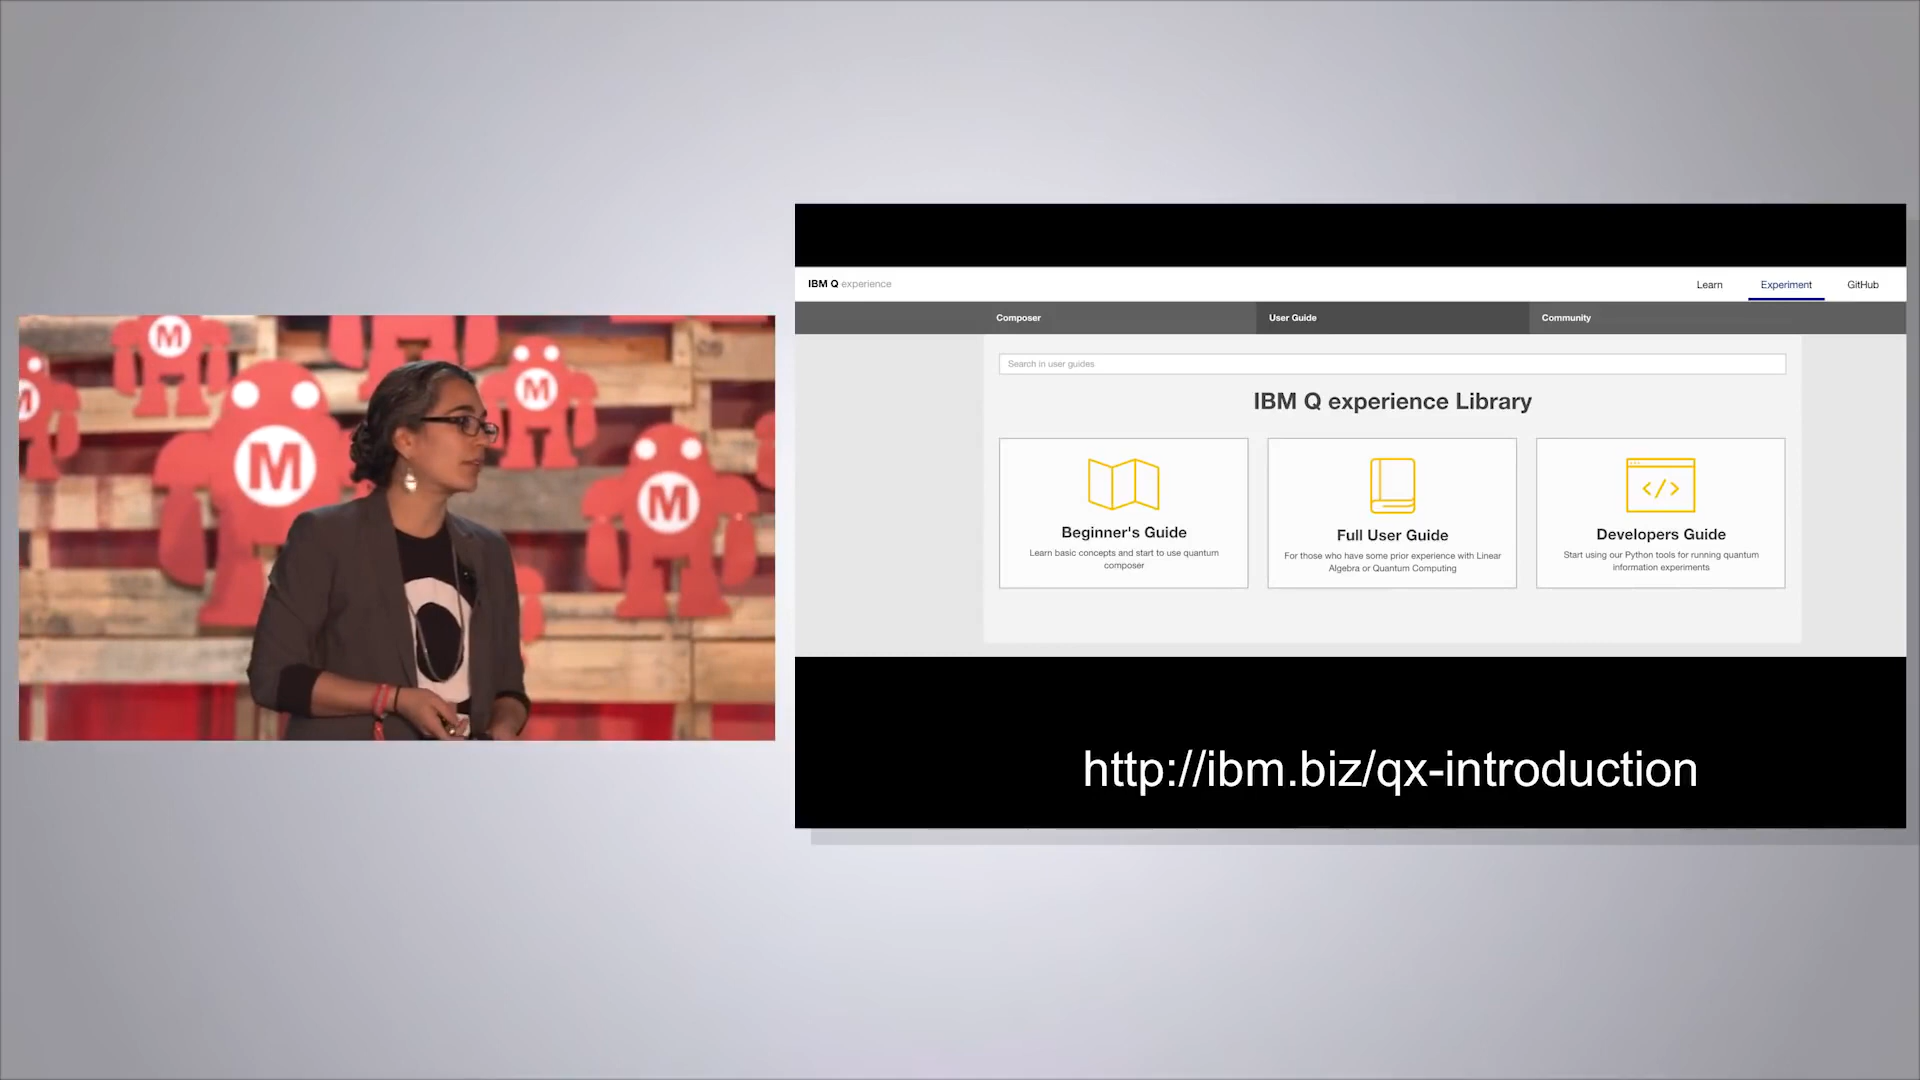 M
M
M
M
M
IBM Q experience
Learn
Experiment
GitHub
Composer
User Guide
Community
Search in user guides
IBM Q experience Library
Beginner's Guide
Learn basic concepts and start to use quantum
composer
Full User Guide
For those who have some prior experience with Linear
Algebra or Quantum Computing
Developers Guide
Start using our Python tools for running quantum
information experiments
http://ibm.biz/qx-introduction